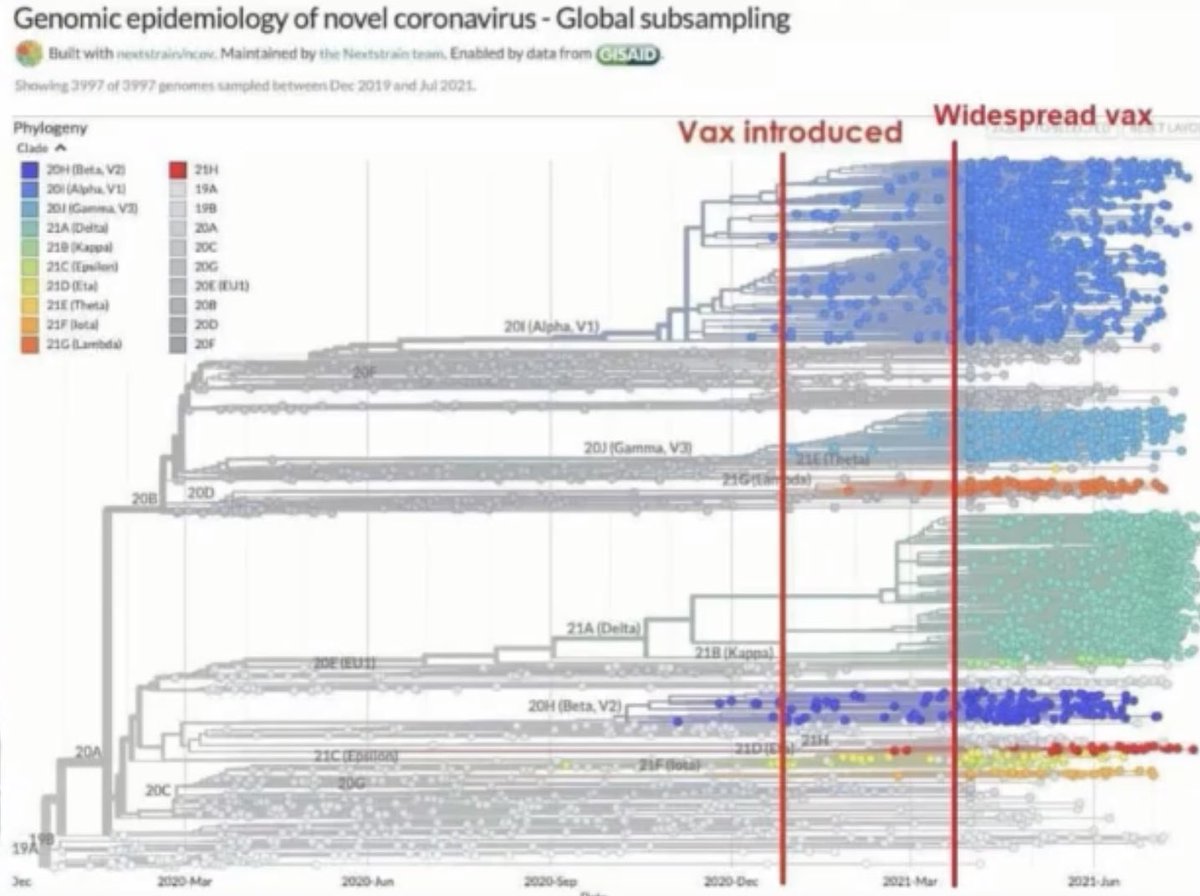 Genomic epidemiology of novel coronavirus - Global subsampling
Built with nextstrain/ncov. Maintained by the Nextstrain team. Enabled by data from GISAID.
Showing 3997 of 3997 genomes sampled between Dec 2019 and Jul 2021.
Phylogeny
Clade
20H (Beta, V2)
20I (Alpha, V1)
20J (Gamma, V3)
21A (Delta)
21B (Kappa)
21C (Epsilon)
21D (Eta)
21E (Theta)
21F (Iota)
21G (Lambda)
21H
19A
19B
20A
20C
20G
20E (EU1)
20B
20D
20F
Vax introduced
Widespread vax
20I (Alpha, V1)
20F
20J (Gamma, V3)
21E (Theta)
21G (Lambda)
20B
20D
21A (Delta)
21B (Kappa)
20E (EU1)
20H (Beta, V2)
21H
21D (Eta)
20A
21C (Epsilon)
21F (Iota)
20G
20C
19B
19A
2020-Mar
2020-Jun
2020-Sep
2020-Dec
2021-Mar
2021-Jun